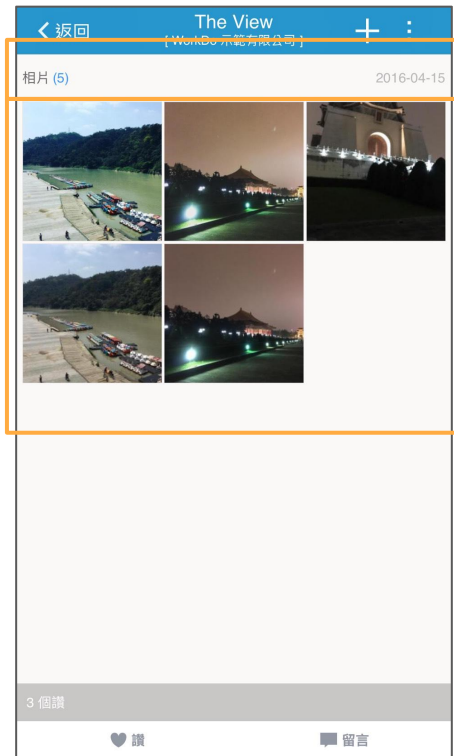 返回
The View
[ WorkDo 示範有限公司 ]
相片 (5)
2016-04-15
3 個讚
讚
留言